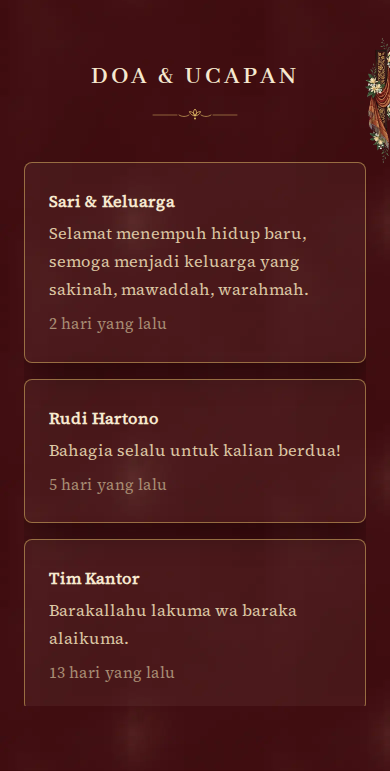 DOA & UCAPAN
Sari & Keluarga
Selamat menempuh hidup baru,
semoga menjadi keluarga yang
sakinah, mawaddah, warahmah.
2 hari yang lalu
Rudi Hartono
Bahagia selalu untuk kalian berdua!
5 hari yang lalu
Tim Kantor
Barakallahu lakuma wa baraka
alaikuma.
13 hari yang lalu